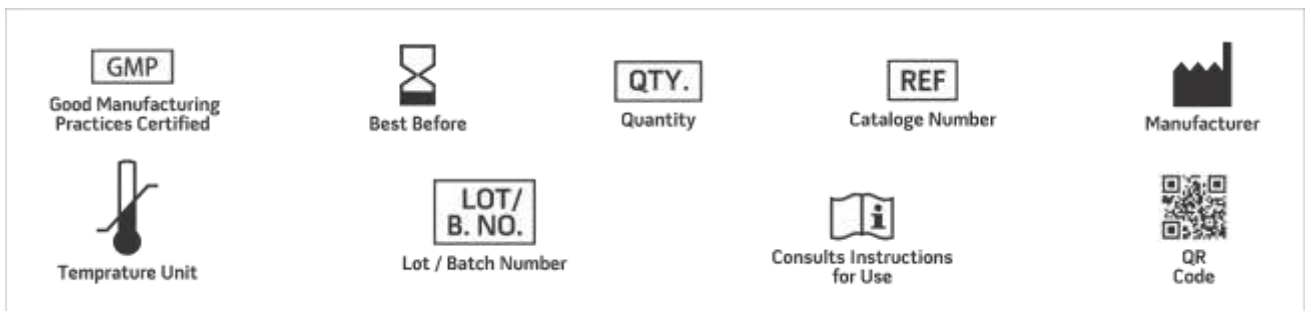 GMP
Good Manufacturing
Practices Certified
Best Before
QTY.
Quantity
REF
Cataloge Number
Manufacturer
Temprature Unit
LOT/
B. NO.
Lot / Batch Number
i
Consults Instructions
for Use
QR
Code